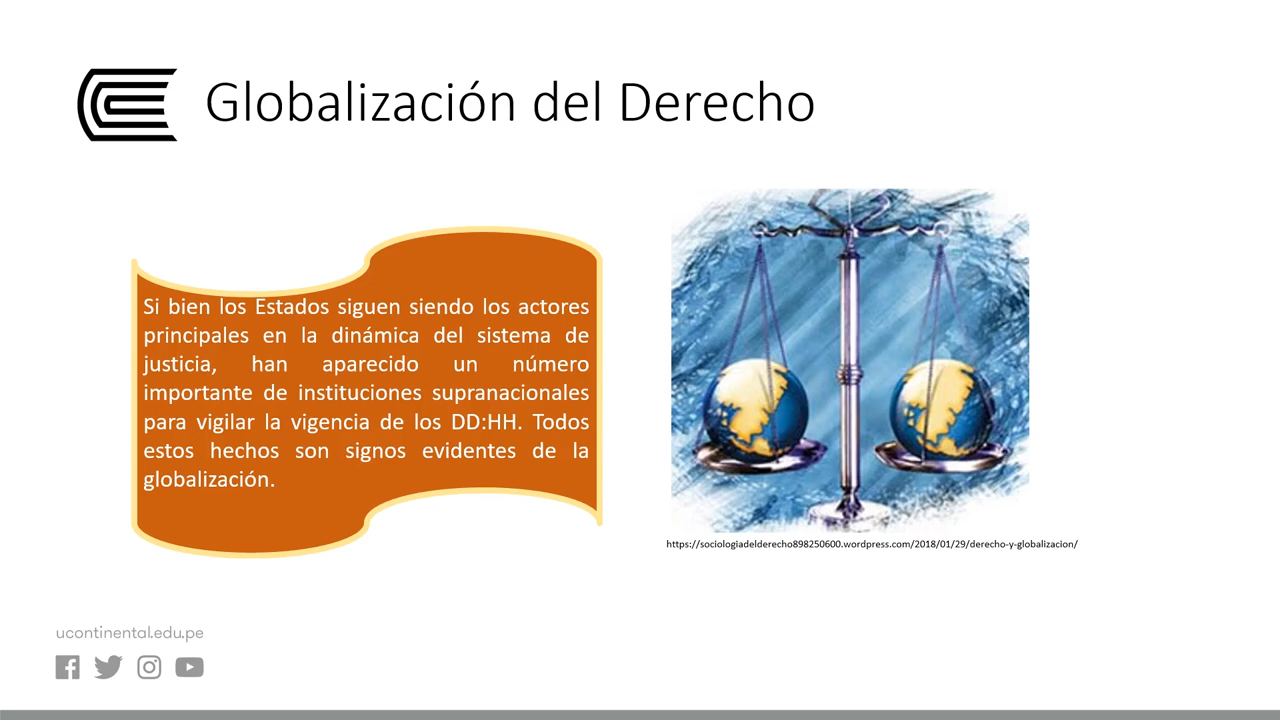 Globalización del Derecho
Si bien los Estados siguen siendo los actores
principales en la dinámica del sistema de
justicia, han aparecido un número
importante de instituciones supranacionales
para vigilar la vigencia de los DD:HH. Todos
estos hechos son signos evidentes de la
globalización.
https://sociologiadelderecho898250600.wordpress.com/2018/01/29/derecho-y-globalizacion/
ucontinental.edu.pe